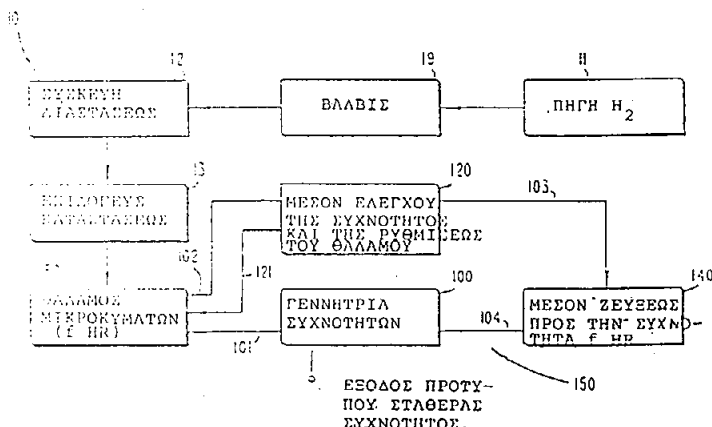 10
12
19
11
ΣΥΣΚΕΥΗ
ΔΙΑΣΤΑΣΕΩΣ
ΒΑΛΒΙΣ
ΠΗΓΗ H2
13
ΕΠΙΛΟΓΕΥΣ
ΚΑΤΑΣΤΑΣΕΩΣ
120
ΜΕΣΟΝ ΕΛΕΓΧΟΥ
ΤΗΣ ΣΥΧΝΟΤΗΤΟΣ
ΚΑΙ ΤΗΣ ΡΥΘΜΙΣΕΩΣ
ΤΟΥ ΘΑΛΑΜΟΥ
103
102
121
100
140
ΘΑΛΑΜΟΣ
ΜΙΚΡΟΚΥΜΑΤΩΝ
(f HR)
101
ΓΕΝΝΗΤΡΙΑ
ΣΥΧΝΟΤΗΤΩΝ
104
ΜΕΣΟΝ ΖΕΥΞΕΩΣ
ΠΡΟΣ ΤΗΝ ΣΥΧΝΟ-
ΤΗΤΑ f HR
150
ΕΞΟΔΟΣ ΠΡΟΤΥ-
ΠΟΥ ΣΤΑΘΕΡΑΣ
ΣΥΧΝΟΤΗΤΟΣ.